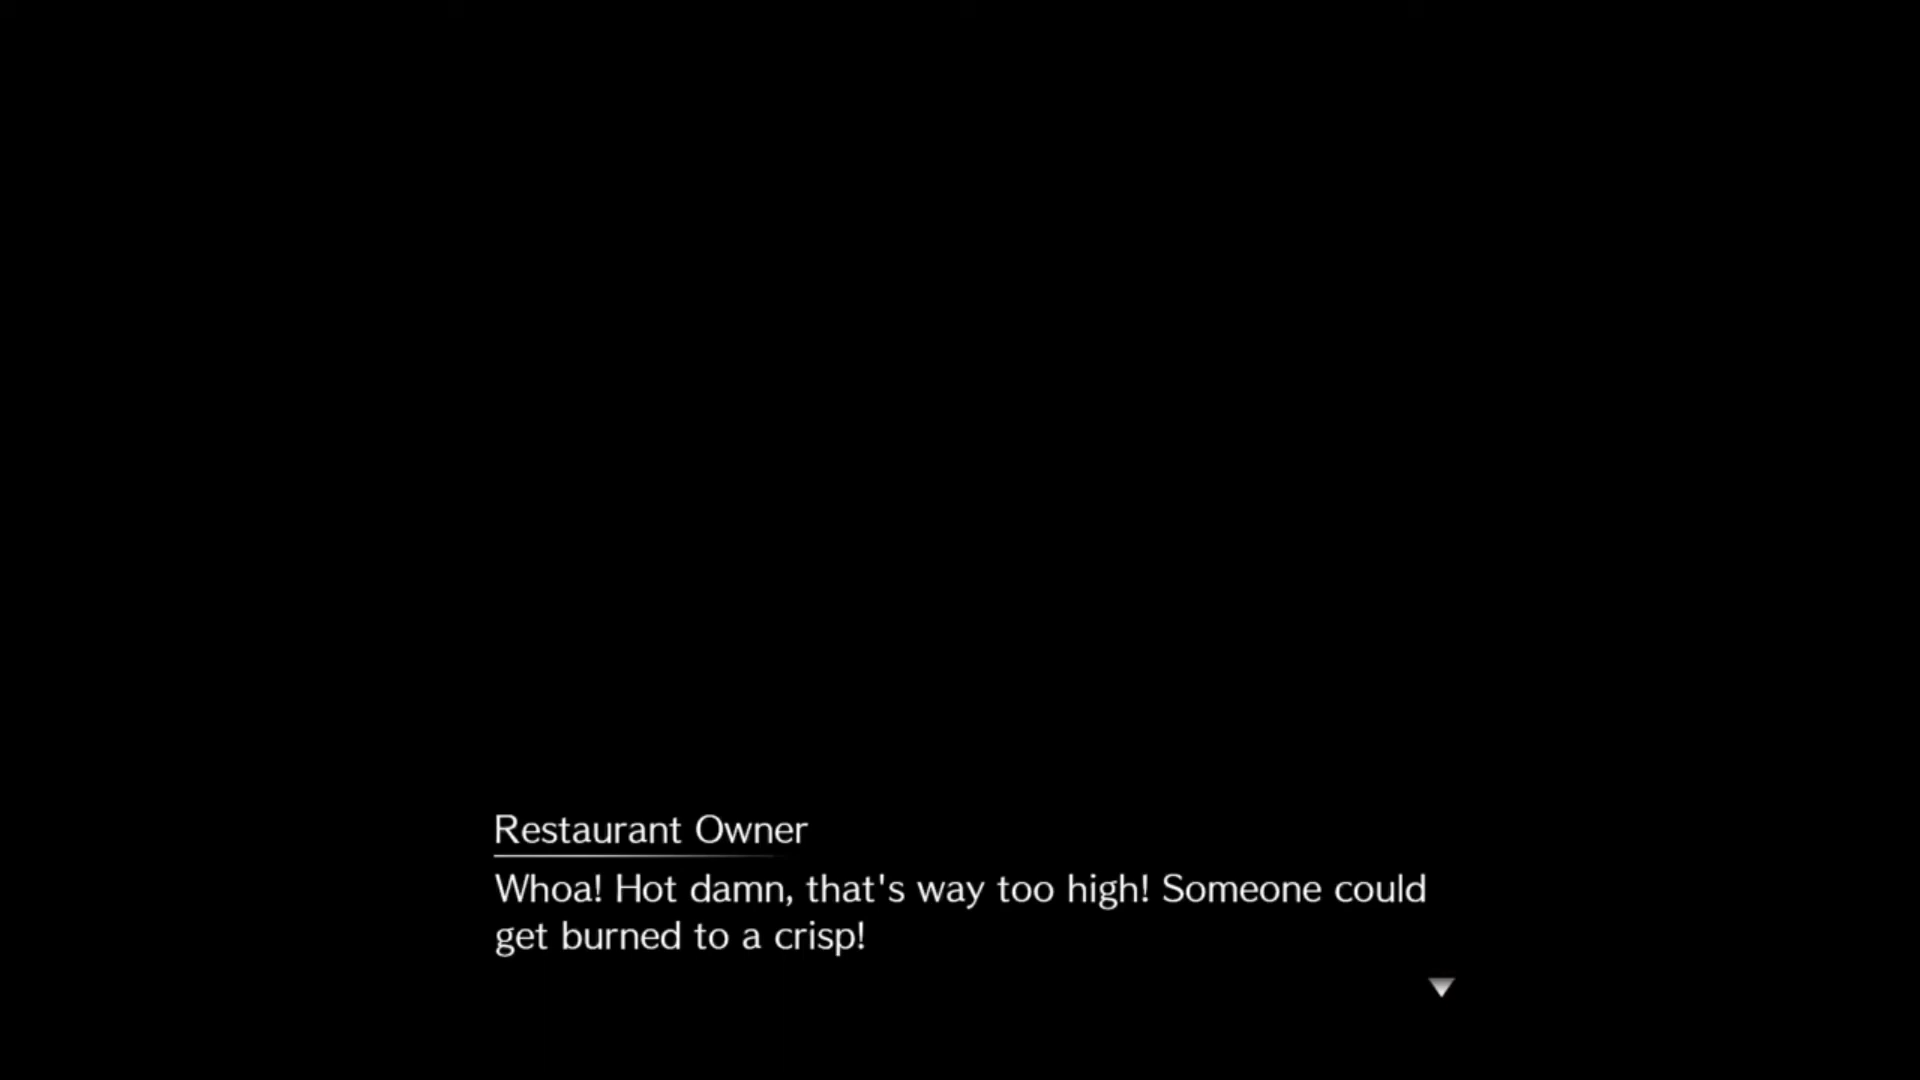 Restaurant Owner
Whoa! Hot damn, that's way too high! Someone could
get burned to a crisp!